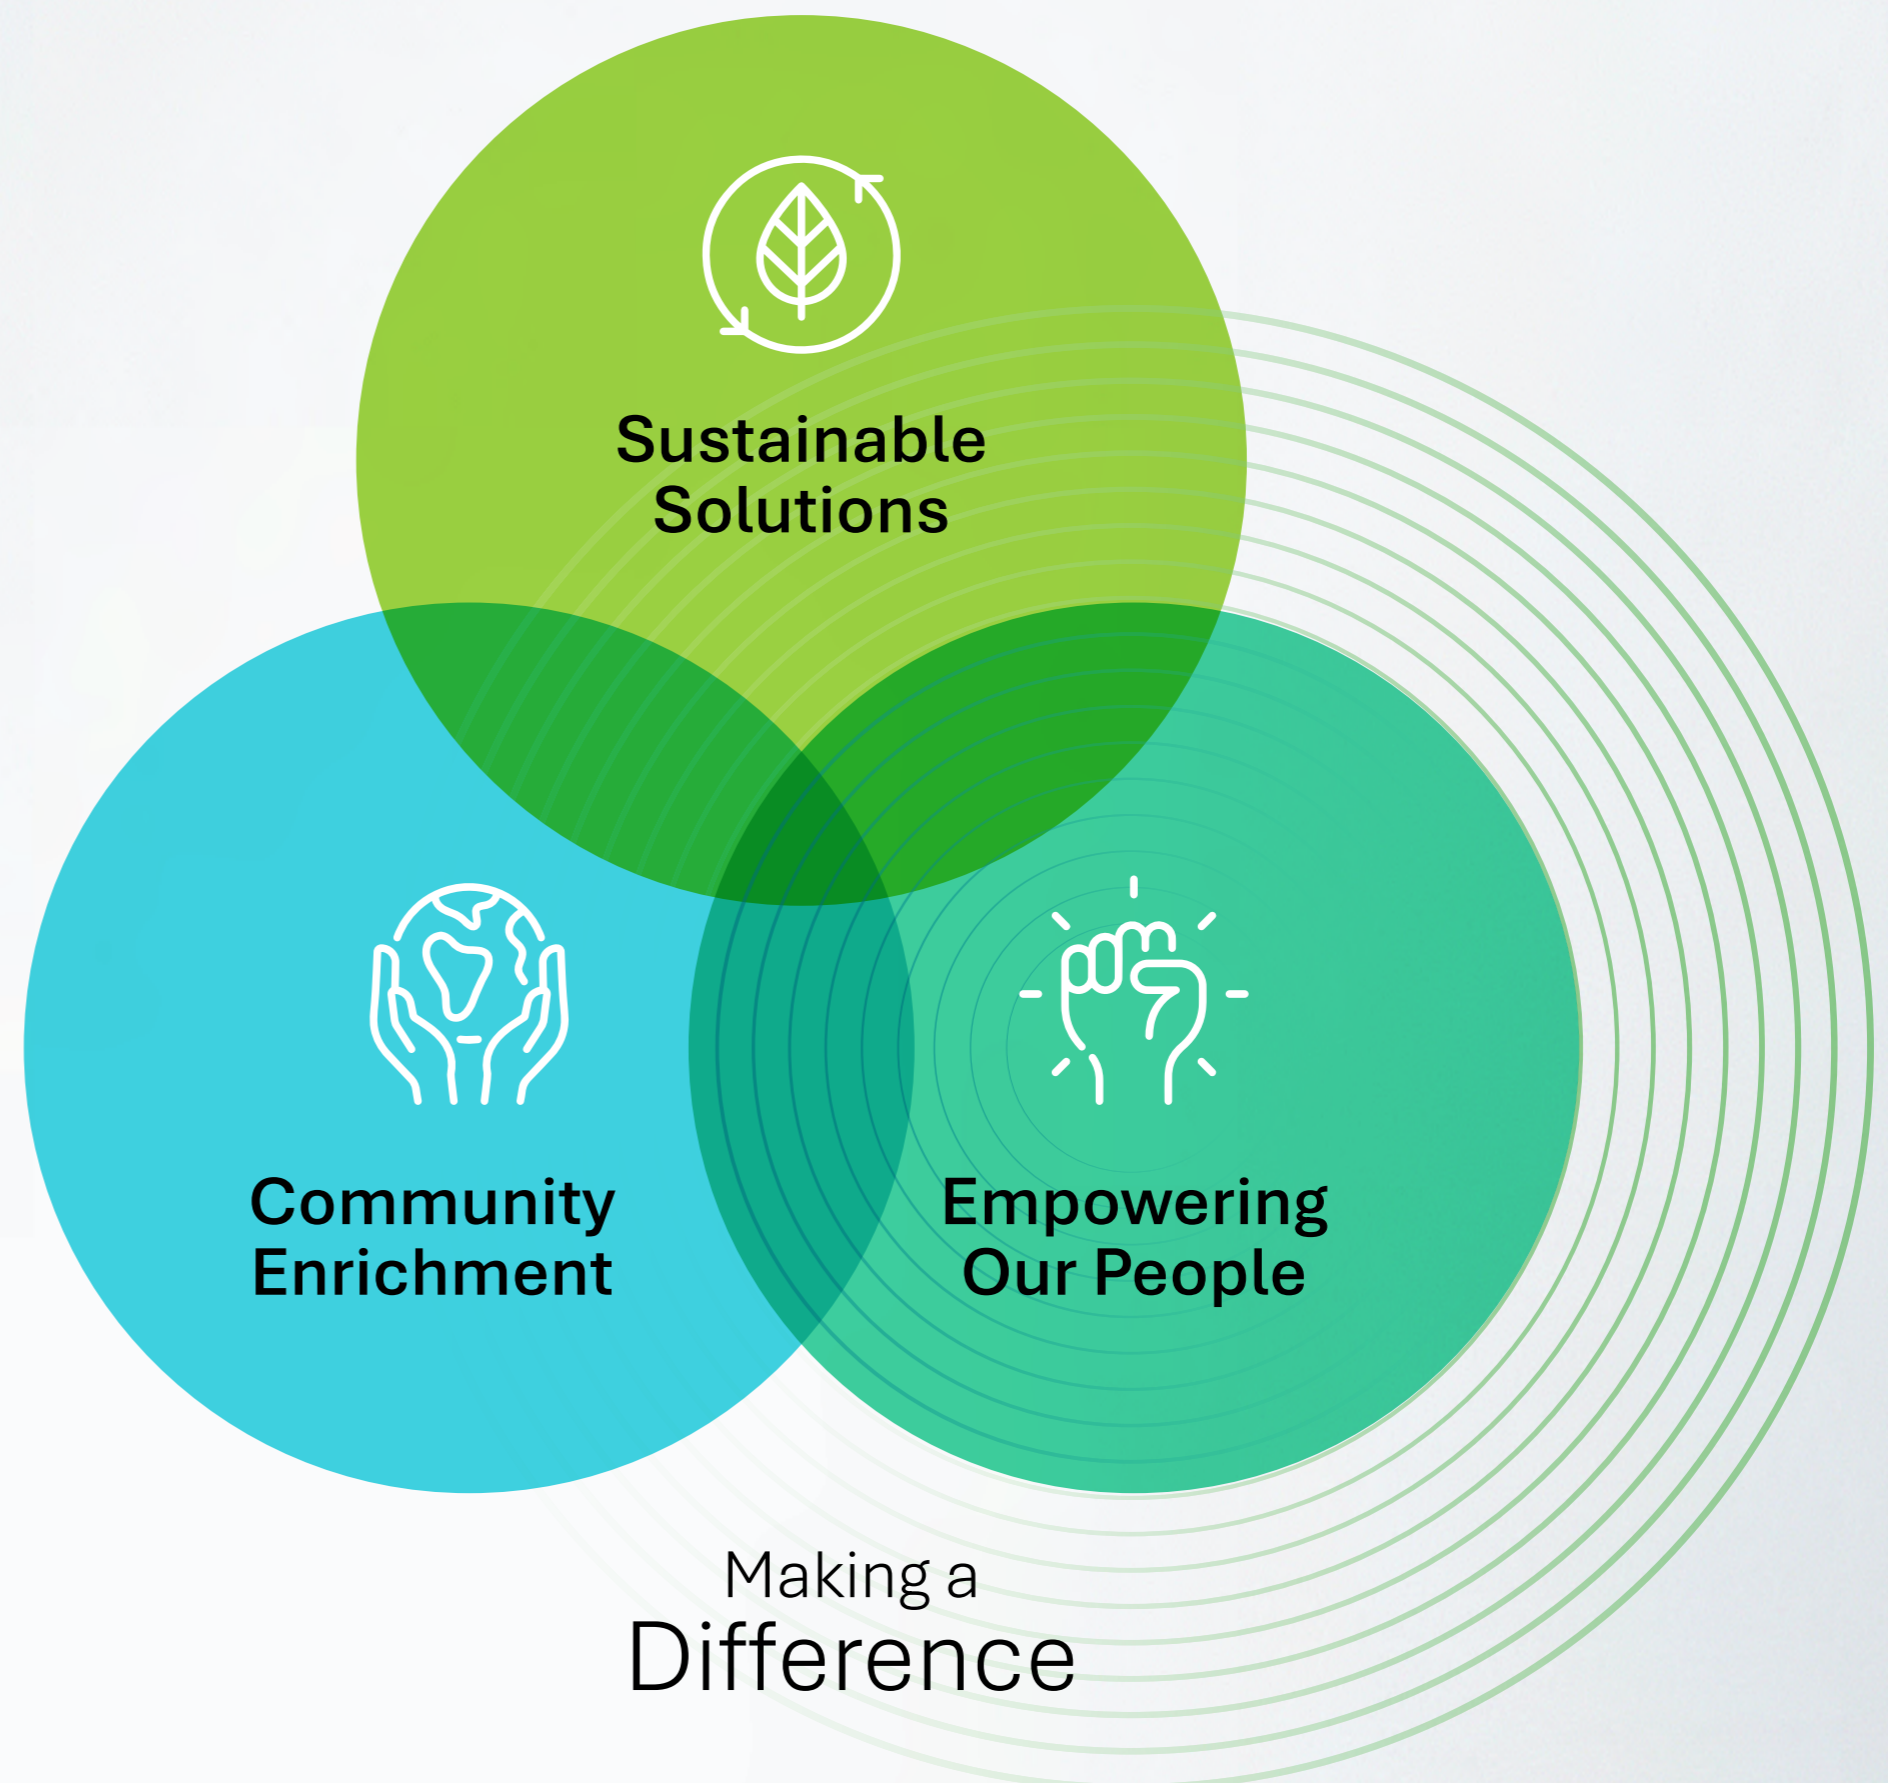 Sustainable
Solutions
Community
Enrichment
Empowering
Our People
Making a
Difference